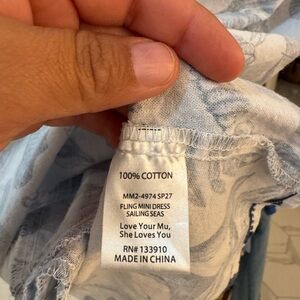 100% COTTON
MM2-4974 SP27
FLING MINI DRESS
SAILING SEAS
Love Your Mu,
She Loves You
RN# 133910
MADE IN CHINA